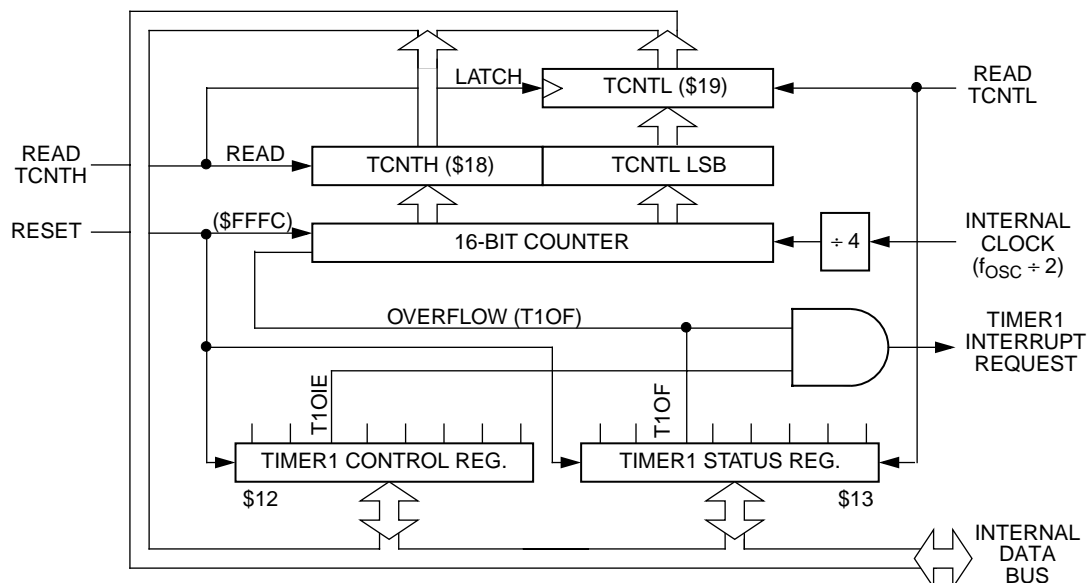 LATCH
TCNTL ($19)
READ
TCNTL
READ
TCNTH
READ
TCNTH ($18)
TCNTL LSB
RESET
($FFFC)
16-BIT COUNTER
÷ 4
INTERNAL
CLOCK
(fOSC ÷ 2)
OVERFLOW (T1OF)
TIMER1
INTERRUPT
REQUEST
T1OIE
T1OF
TIMER1 CONTROL REG.
TIMER1 STATUS REG.
$12
$13
INTERNAL
DATA
BUS